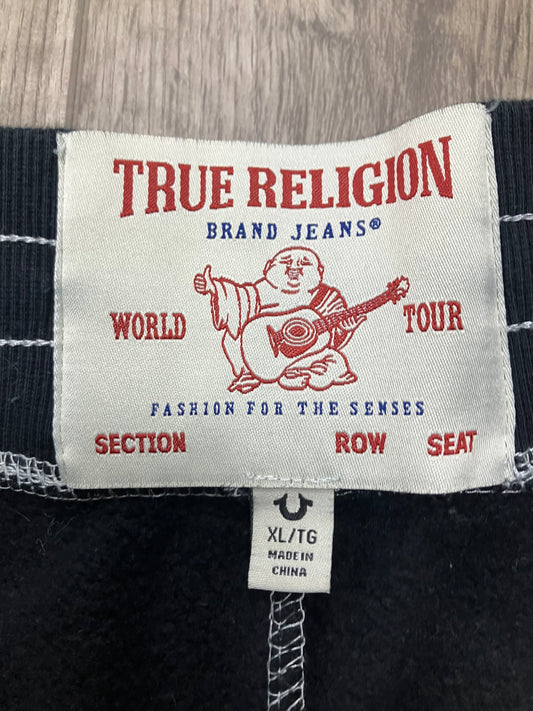 TRUE RELIGION
BRAND JEANS®
WORLD TOUR
FASHION FOR THE SENSES
SECTION ROW SEAT
XL/TG
MADE IN
CHINA